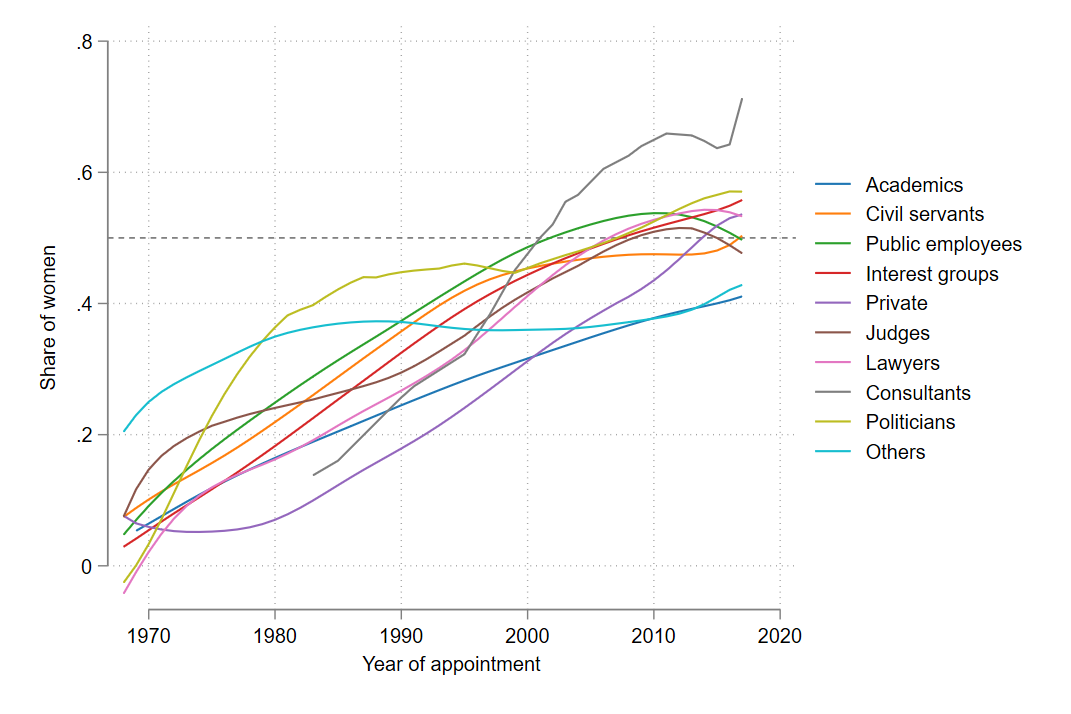 .8
.6
.4
.2
0
Share of women
1970 1980 1990 2000 2010 2020
Year of appointment
Academics
Civil servants
Public employees
Interest groups
Private
Judges
Lawyers
Consultants
Politicians
Others